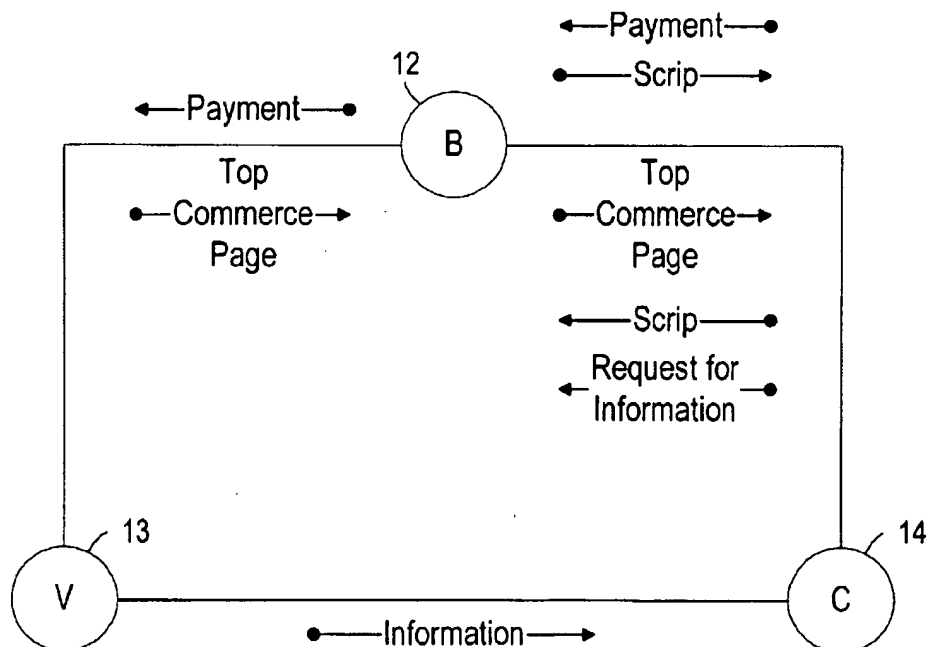 Payment
Scrip
12
Payment
B
Top
Commerce
Page
Top
Commerce
Page
Scrip
Request for
Information
13
14
V
C
Information